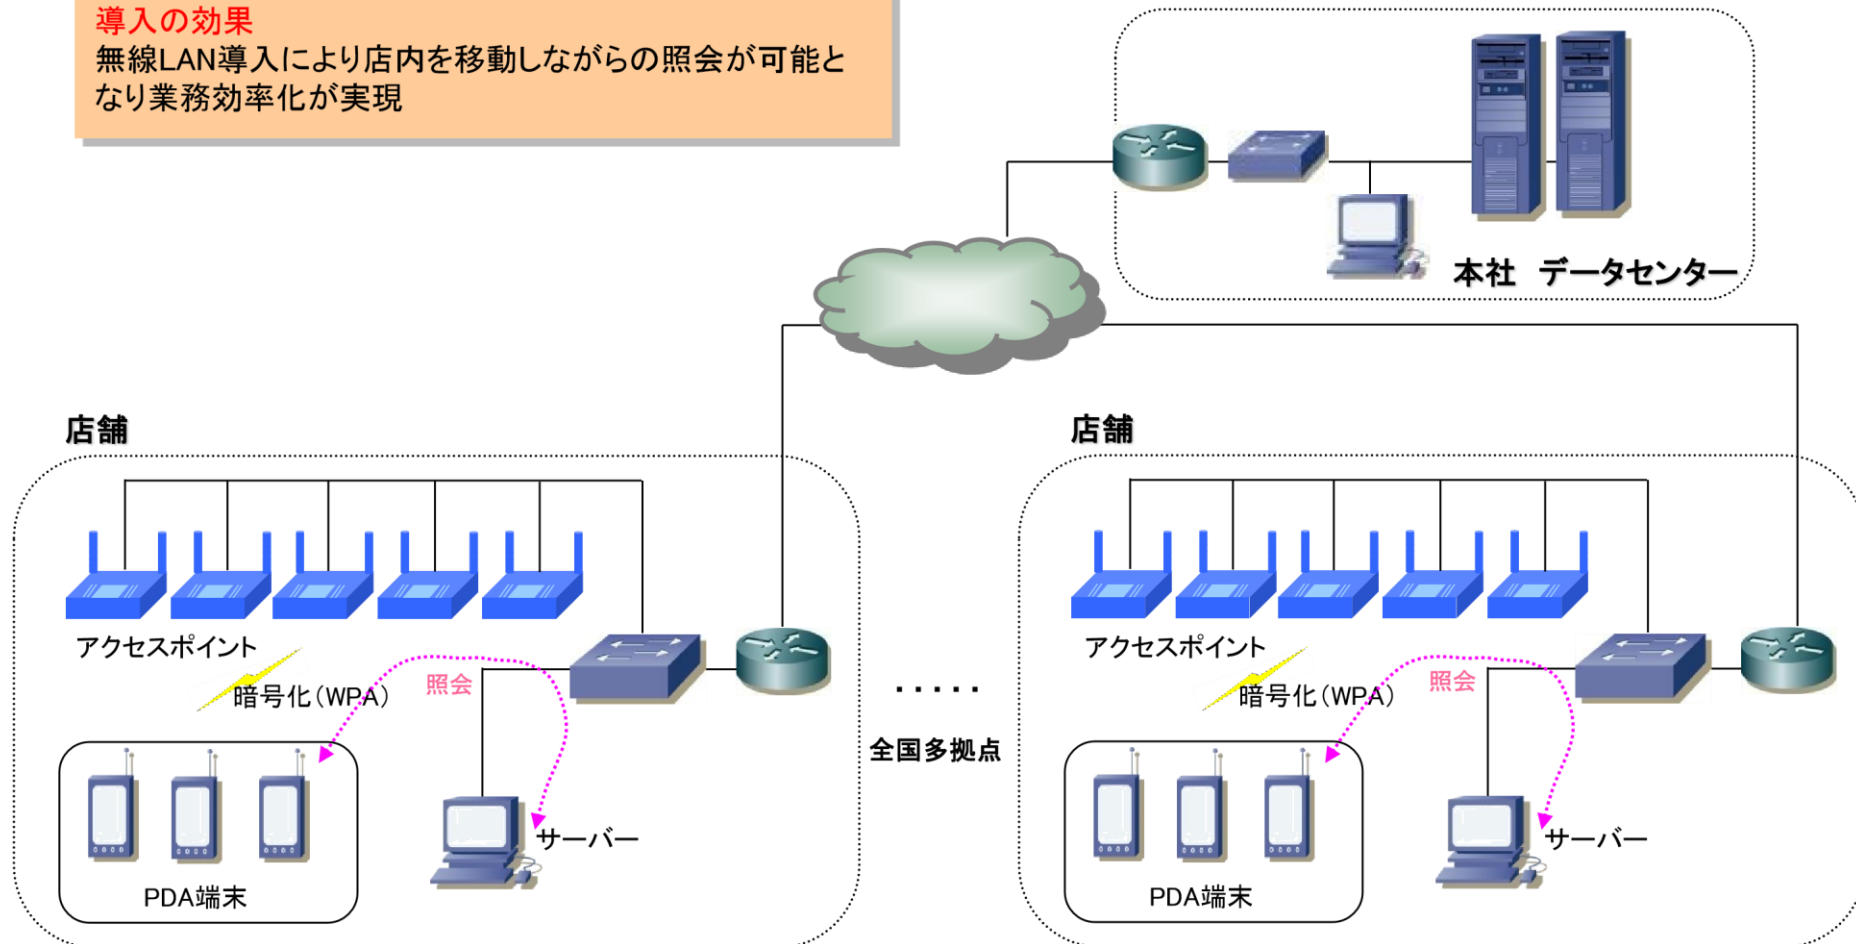 導入の効果
無線LAN導入により店内を移動しながらの照会が可能と
なり業務効率化が実現
本社 データセンター
店舗
アクセスポイント
暗号化(WPA)
照会
PDA端末
サーバー
・・・・・
全国多拠点
店舗
アクセスポイント
暗号化(WPA)
照会
PDA端末
サーバー